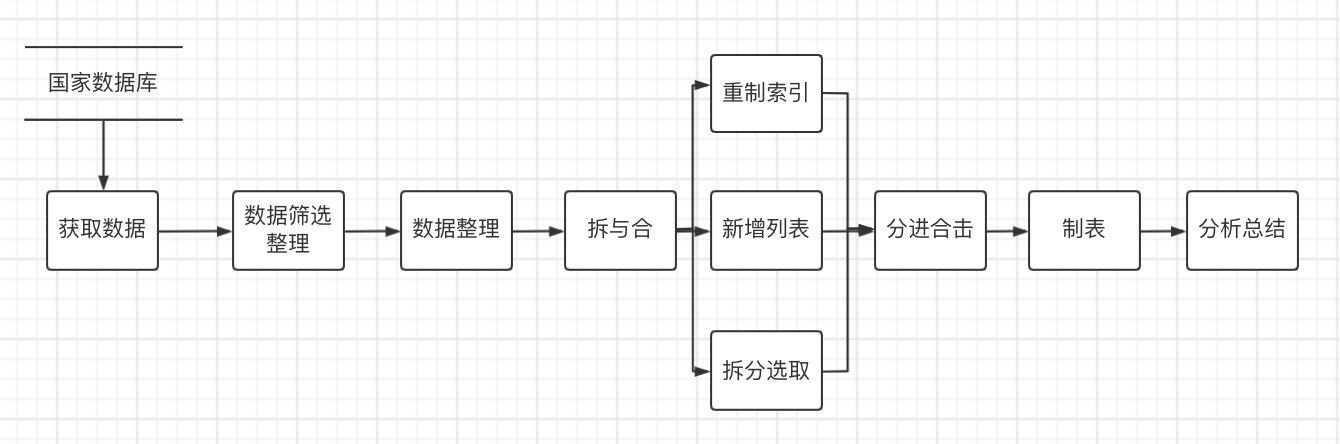 国家数据库
获取数据
数据筛选
整理
数据整理
拆与合
重制索引
新增列表
拆分选取
分进合击
制表
分析总结